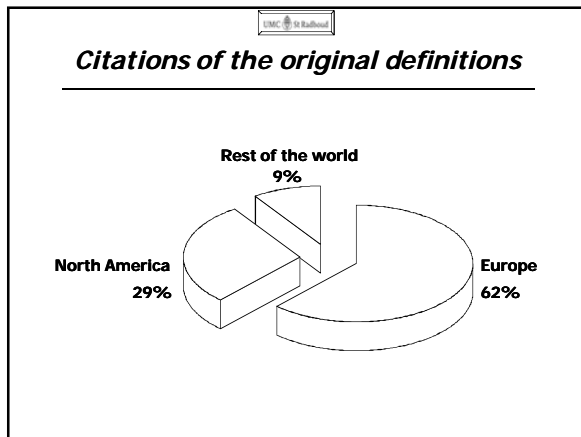 UMC St Radboud
Citations of the original definitions
Rest of the world
9%
North America
29%
Europe
62%